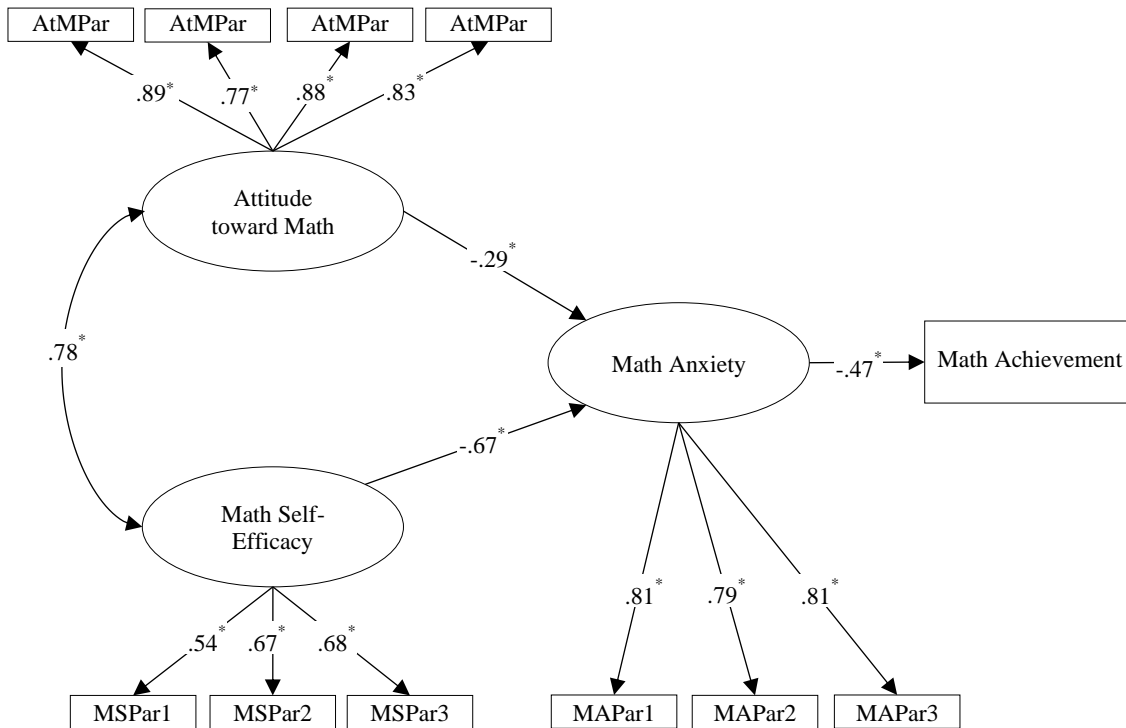 AtMPar AtMPar AtMPar AtMPar
.89* .77* .88* .83*
Attitude
toward Math
-.29*
.78*
Math Anxiety
-.47*
Math Achievement
-.67*
Math Self-
Efficacy
.54* .67* .68*
.81* .79* .81*
MSPar1 MSPar2 MSPar3 MAPar1 MAPar2 MAPar3